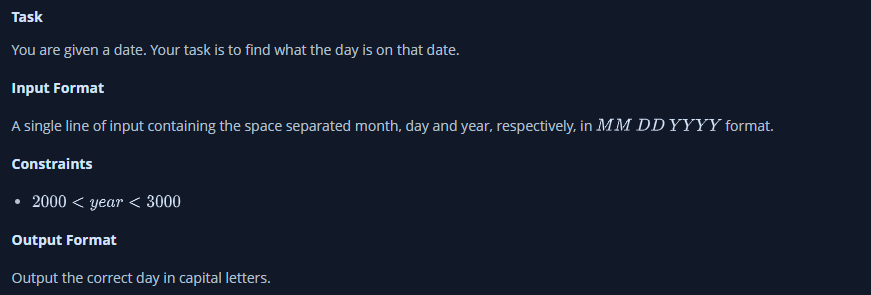 Task
You are given a date. Your task is to find what the day is on that date.
Input Format
A single line of input containing the space separated month, day and year, respectively, in MM DD YYYY format.
Constraints
• 2000 < year < 3000
Output Format
Output the correct day in capital letters.